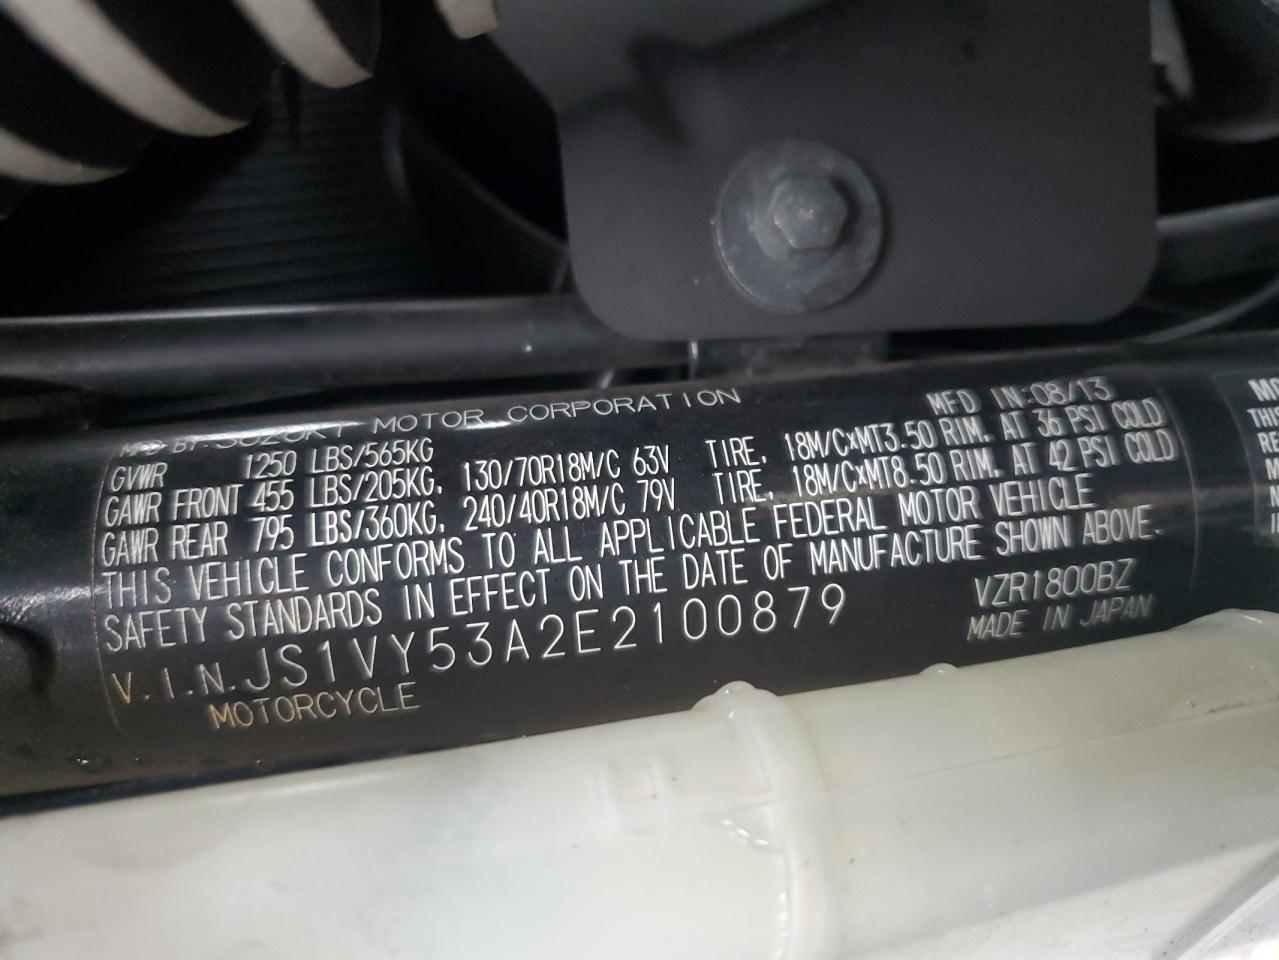 MFD BY SUZUKI MOTOR CORPORATION MFD IN:08/13
GVWR 1250 LBS/565KG
GAWR FRONT 455 LBS/205KG, 130/70R18M/C 63V TIRE, 18M/CxMT3.50 RIM, AT 36 PSI COLD
GAWR REAR 795 LBS/360KG, 240/40R18M/C 79V TIRE, 18M/CxMT8.50 RIM, AT 42 PSI COLD
THIS VEHICLE CONFORMS TO ALL APPLICABLE FEDERAL MOTOR VEHICLE
SAFETY STANDARDS IN EFFECT ON THE DATE OF MANUFACTURE SHOWN ABOVE.
V.I.N. JS1VY53A2E2100879 VZR1800BZ
MOTORCYCLE MADE IN JAPAN